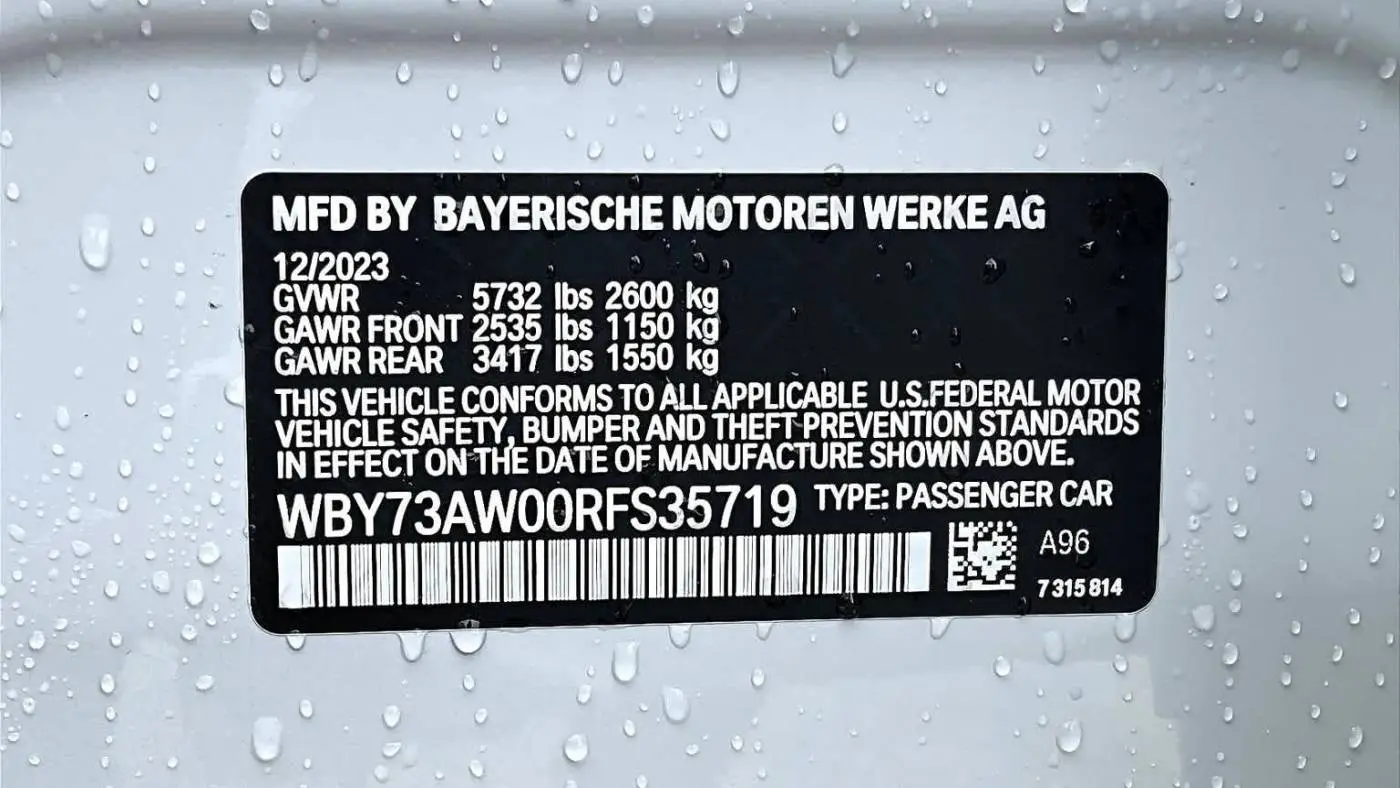 MFD BY BAYERISCHE MOTOREN WERKE AG
12/2023
GVWR 5732 lbs 2600 kg
GAWR FRONT 2535 lbs 1150 kg
GAWR REAR 3417 lbs 1550 kg
THIS VEHICLE CONFORMS TO ALL APPLICABLE U.S.FEDERAL MOTOR
VEHICLE SAFETY, BUMPER AND THEFT PREVENTION STANDARDS
IN EFFECT ON THE DATE OF MANUFACTURE SHOWN ABOVE.
WBY73AW00RFS35719 TYPE: PASSENGER CAR
A96
7 315 814